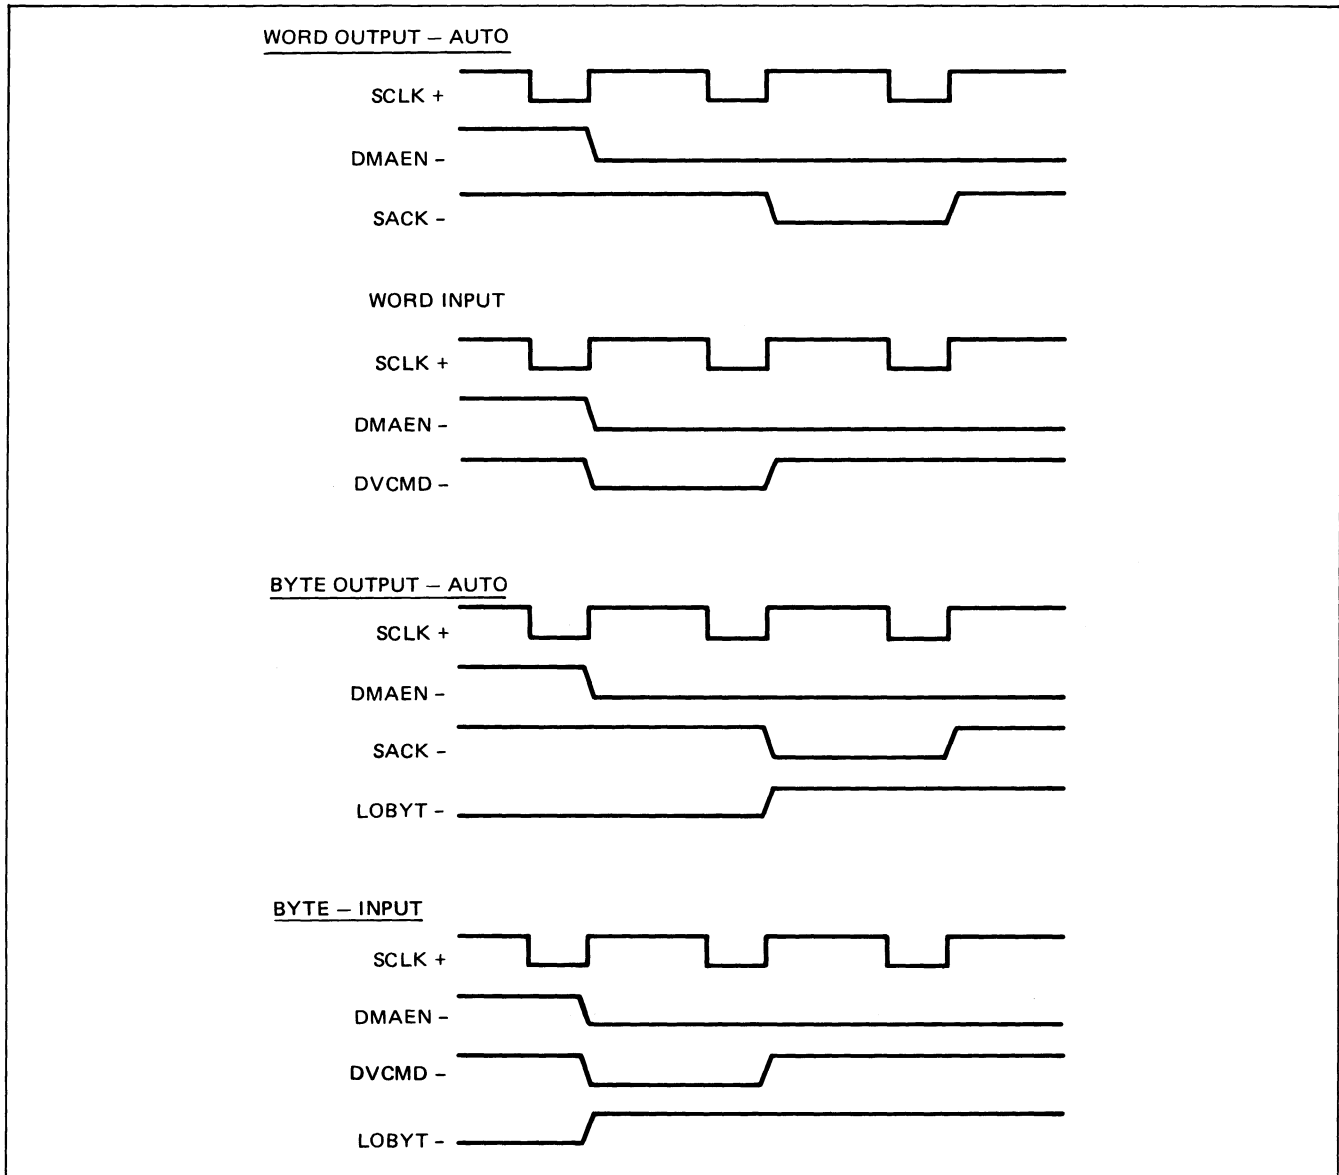 WORD OUTPUT – AUTO
SCLK +
DMAEN –
SACK –
WORD INPUT
SCLK +
DMAEN –
DVCMD –
BYTE OUTPUT – AUTO
SCLK +
DMAEN –
SACK –
LOBYT –
BYTE – INPUT
SCLK +
DMAEN –
DVCMD –
LOBYT –